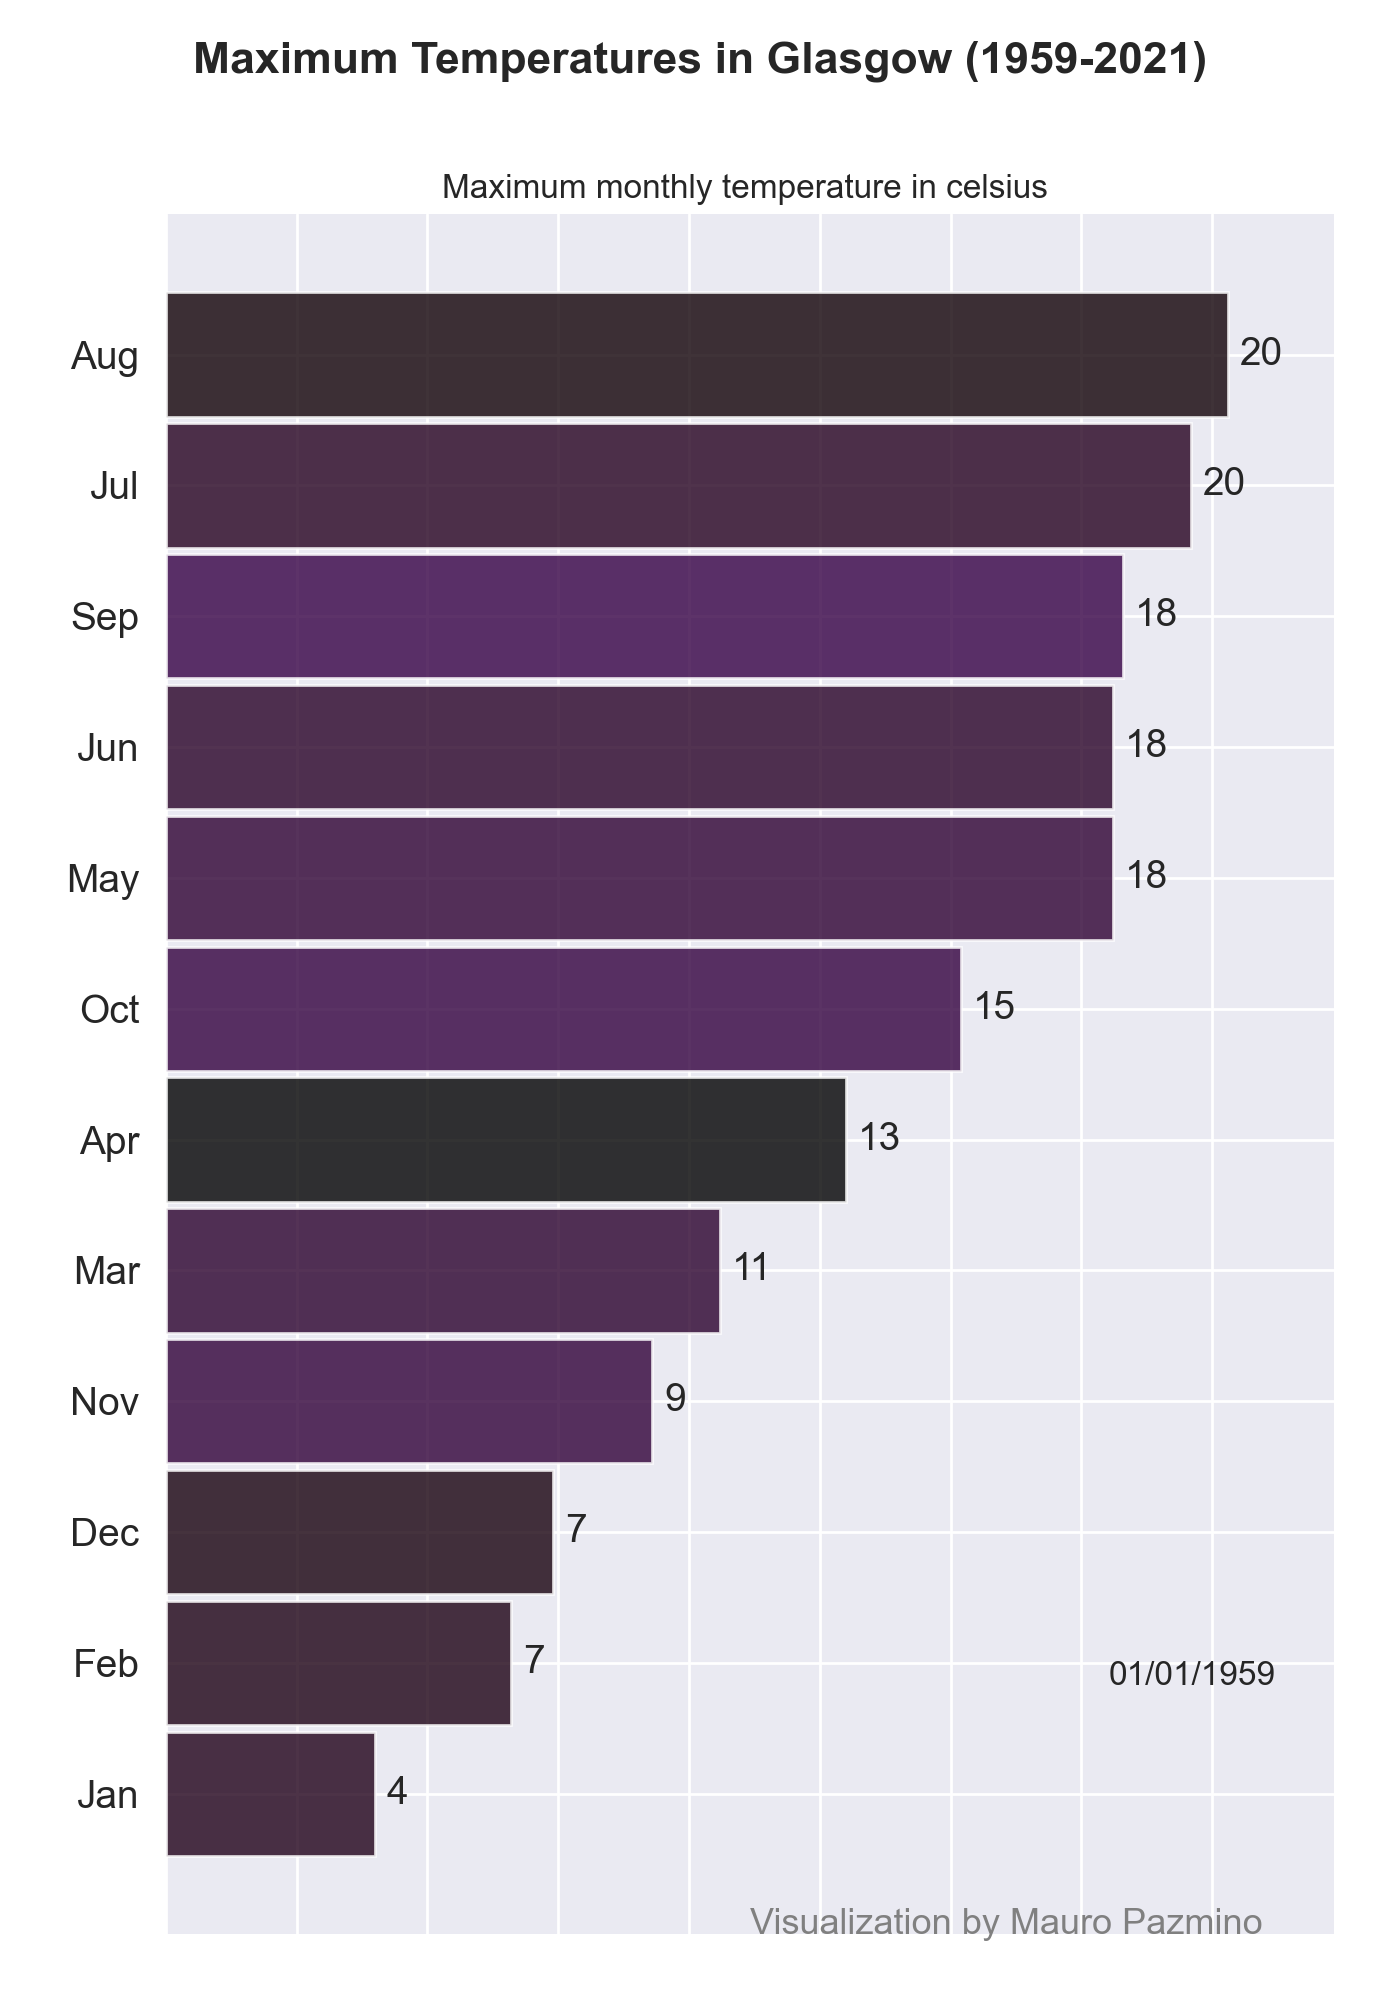 Maximum Temperatures in Glasgow (1959-2021)
Maximum monthly temperature in celsius
Aug 20
Jul 20
Sep 18
Jun 18
May 18
Oct 15
Apr 13
Mar 11
Nov 9
Dec 7
Feb 7
01/01/1959
Jan 4
Visualization by Mauro Pazmino